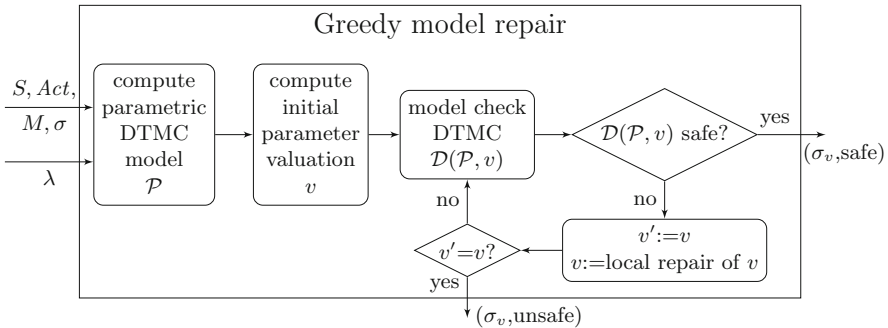 Greedy model repair
S, Act,
M, σ
λ
compute
parametric
DTMC
model
𝒫
compute
initial
parameter
valuation
v
model check
DTMC
𝒟(𝒫, v)
𝒟(𝒫, v) safe?
yes
(σᵥ,safe)
no
v′:=v
v:=local repair of v
v′=v?
no
yes
(σᵥ,unsafe)